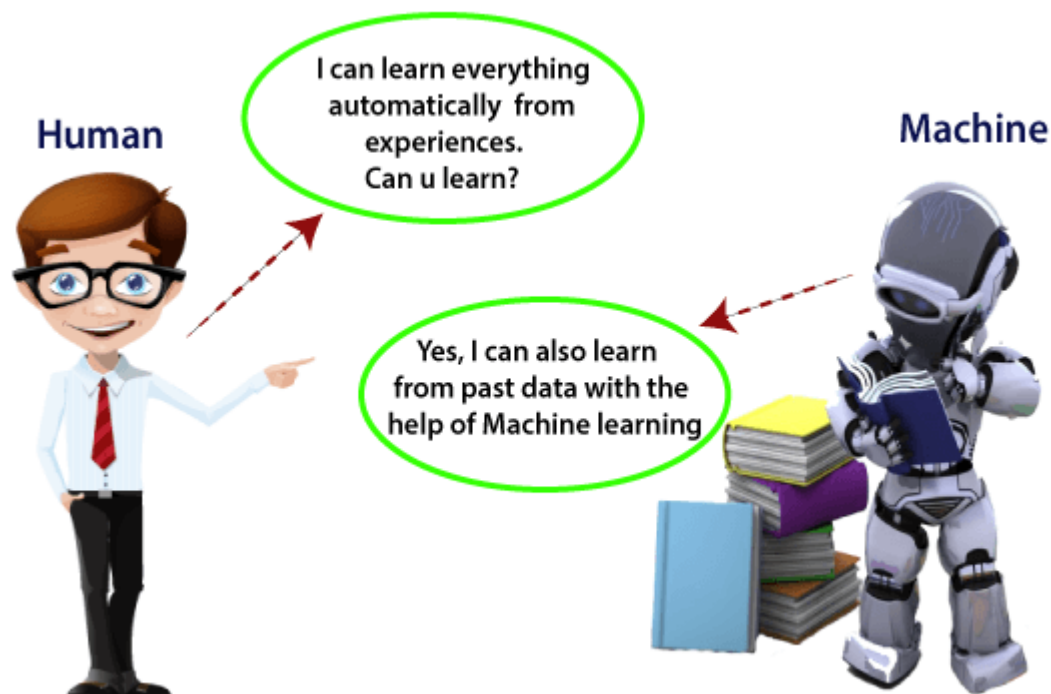 Human
I can learn everything
automatically from
experiences.
Can u learn?
Machine
Yes, I can also learn
from past data with the
help of Machine learning